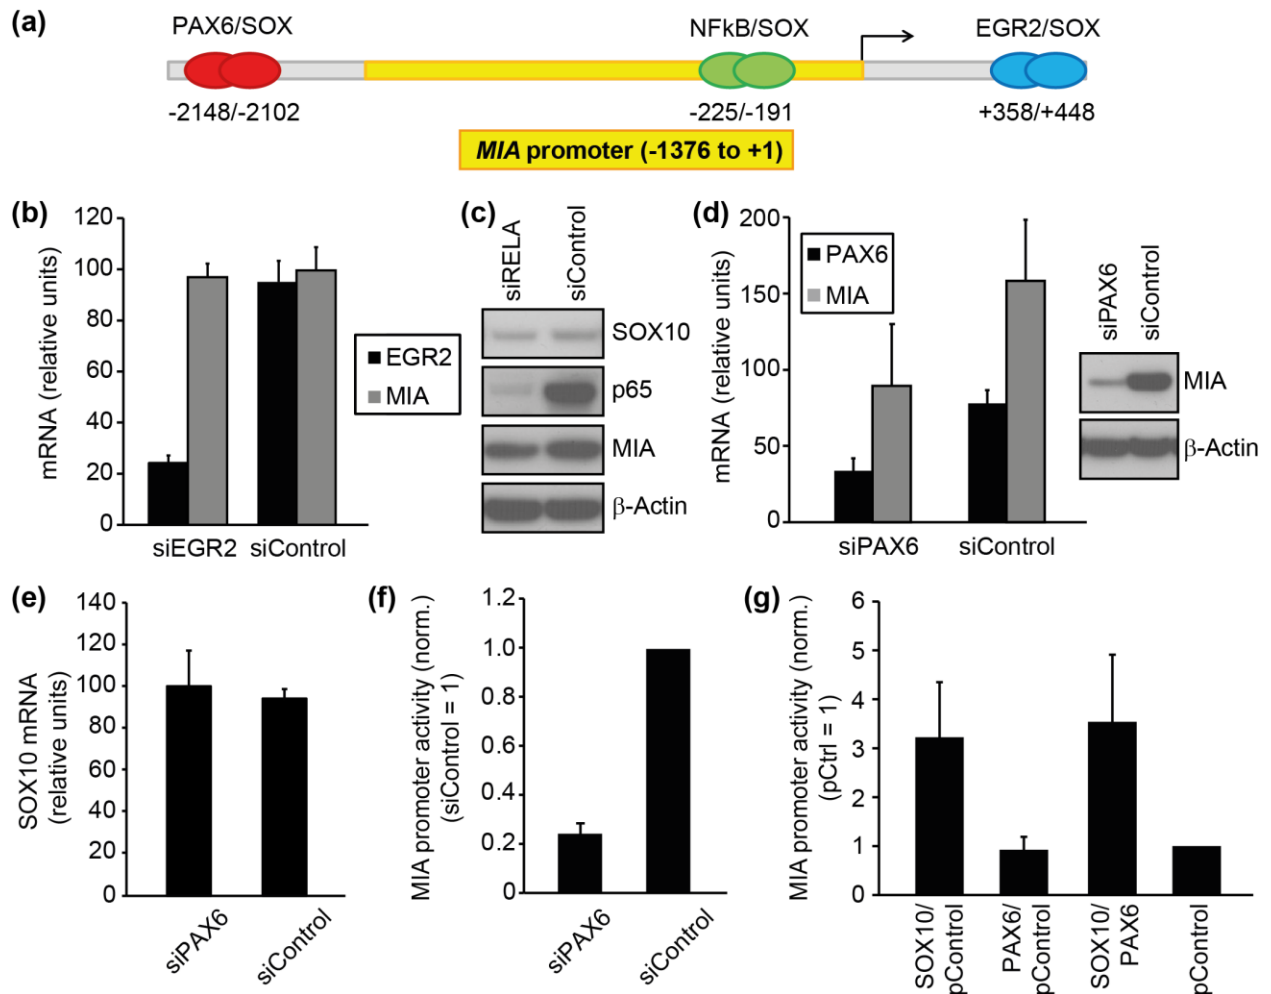 (a)
PAX6/SOX
NFkB/SOX
EGR2/SOX
-2148/-2102
-225/-191
+358/+448
MIA promoter (-1376 to +1)
(b)
mRNA (relative units)
120
100
80
60
40
20
0
siEGR2
siControl
EGR2
MIA
(c)
siRELA
siControl
SOX10
p65
MIA
β-Actin
(d)
mRNA (relative units)
200
150
100
50
0
PAX6
MIA
siPAX6
siControl
siPAX6
siControl
MIA
β-Actin
(e)
SOX10 mRNA
(relative units)
140
120
100
80
60
40
20
0
siPAX6
siControl
(f)
MIA promoter activity (norm.)
(siControl = 1)
1.2
1.0
0.8
0.6
0.4
0.2
0
siPAX6
siControl
(g)
MIA promoter activity (norm.)
(pCtrl = 1)
6
5
4
3
2
1
0
SOX10/
pControl
PAX6/
pControl
SOX10/
PAX6
pControl